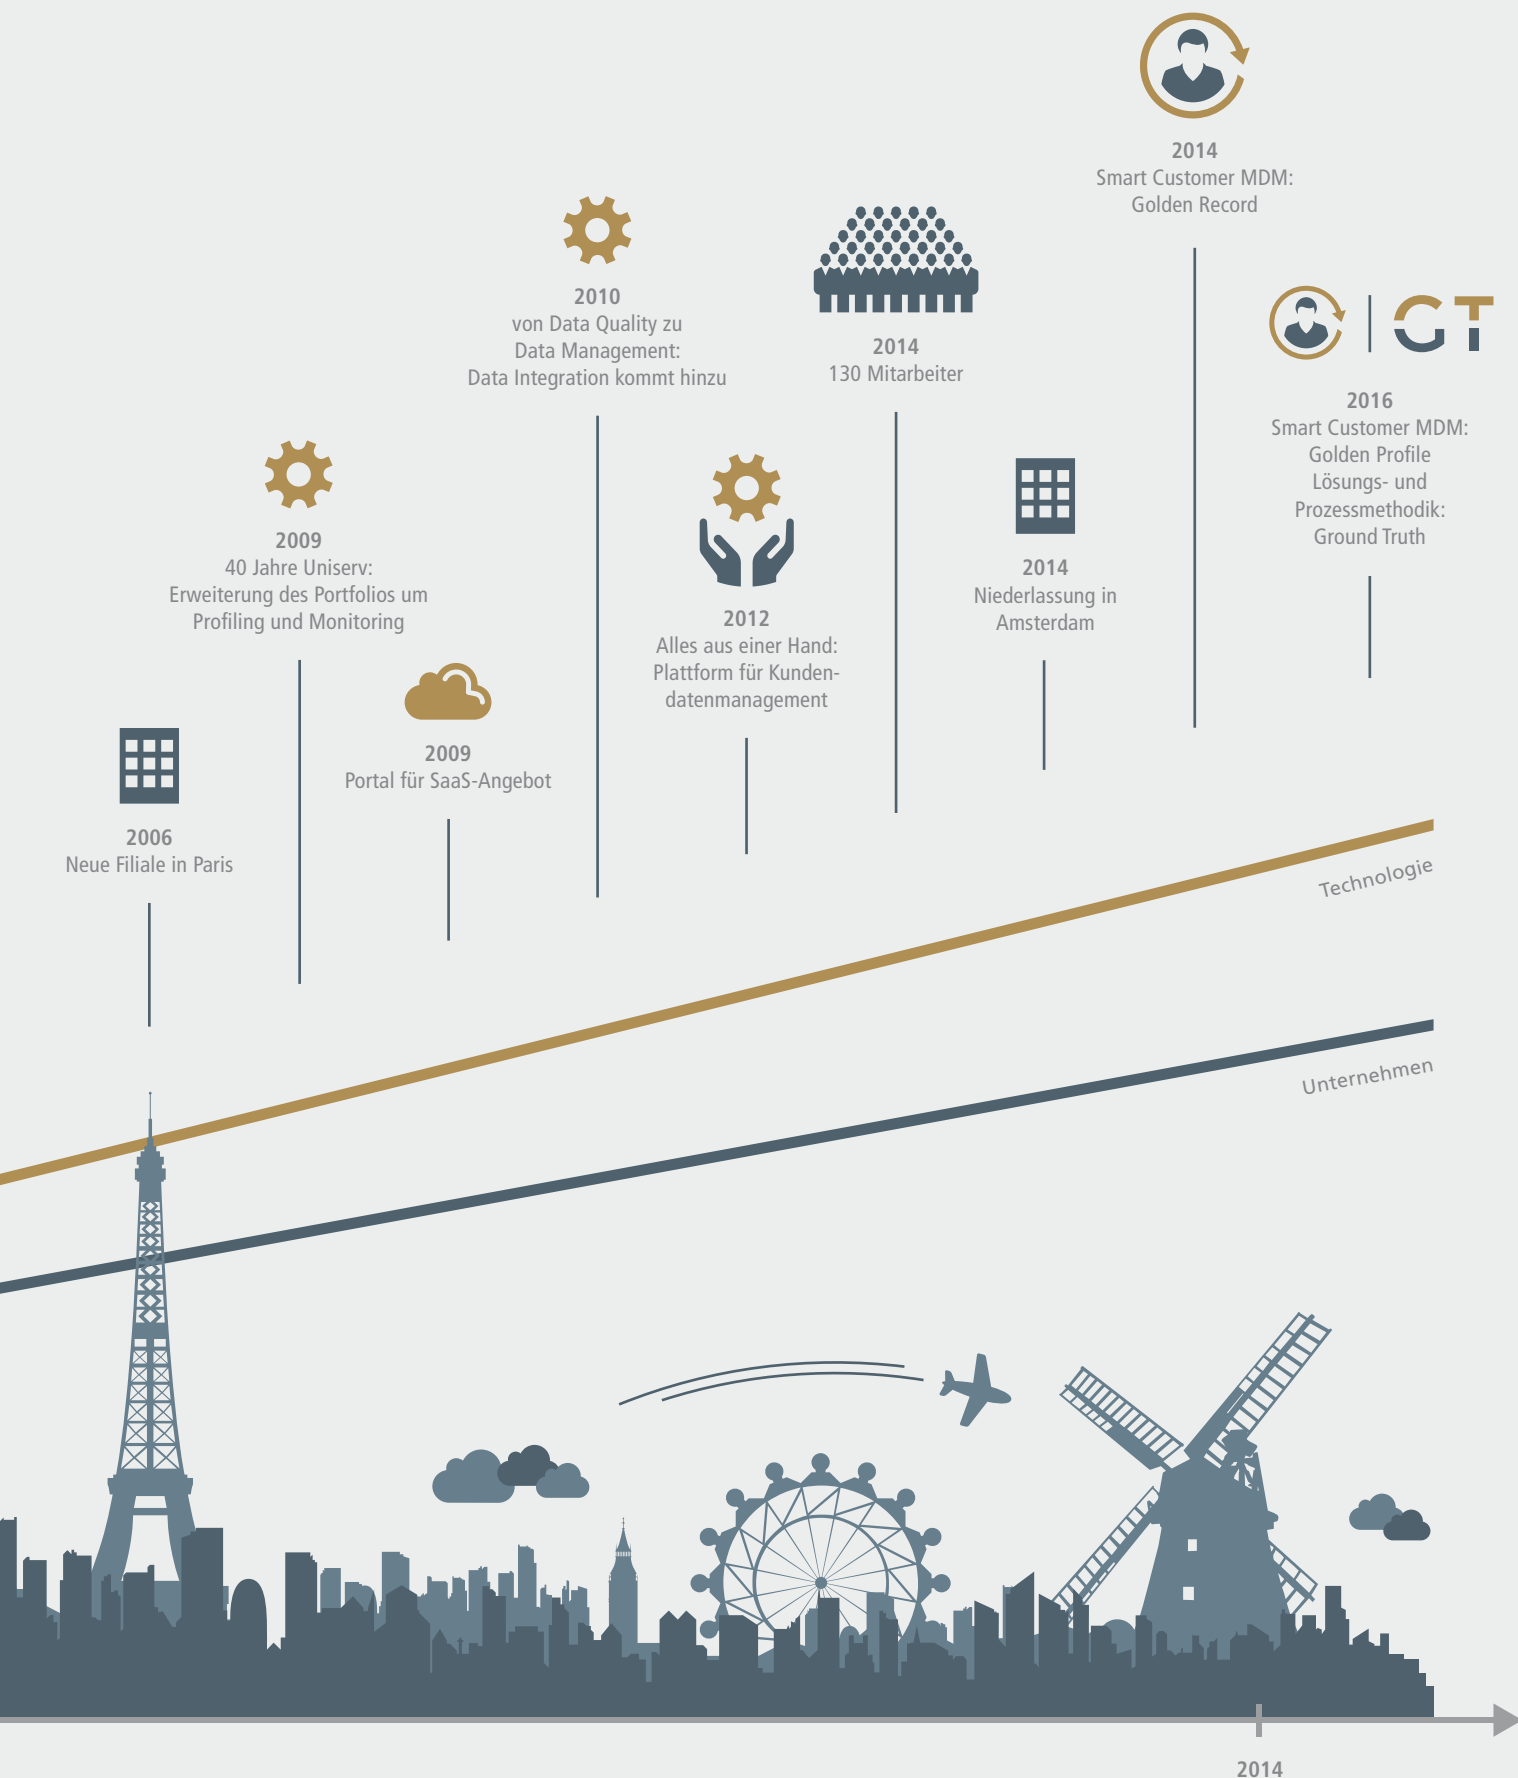 2014
Smart Customer MDM:
Golden Record
2010
von Data Quality zu
Data Management:
Data Integration kommt hinzu
2014
130 Mitarbeiter
GT
2016
Smart Customer MDM:
Golden Profile
Lösungs- und
Prozessmethodik:
Ground Truth
2009
40 Jahre Uniserv:
Erweiterung des Portfolios um
Profiling und Monitoring
2012
Alles aus einer Hand:
Plattform für Kunden-
datenmanagement
2014
Niederlassung in
Amsterdam
2009
Portal für SaaS-Angebot
2006
Neue Filiale in Paris
Technologie
Unternehmen
2014